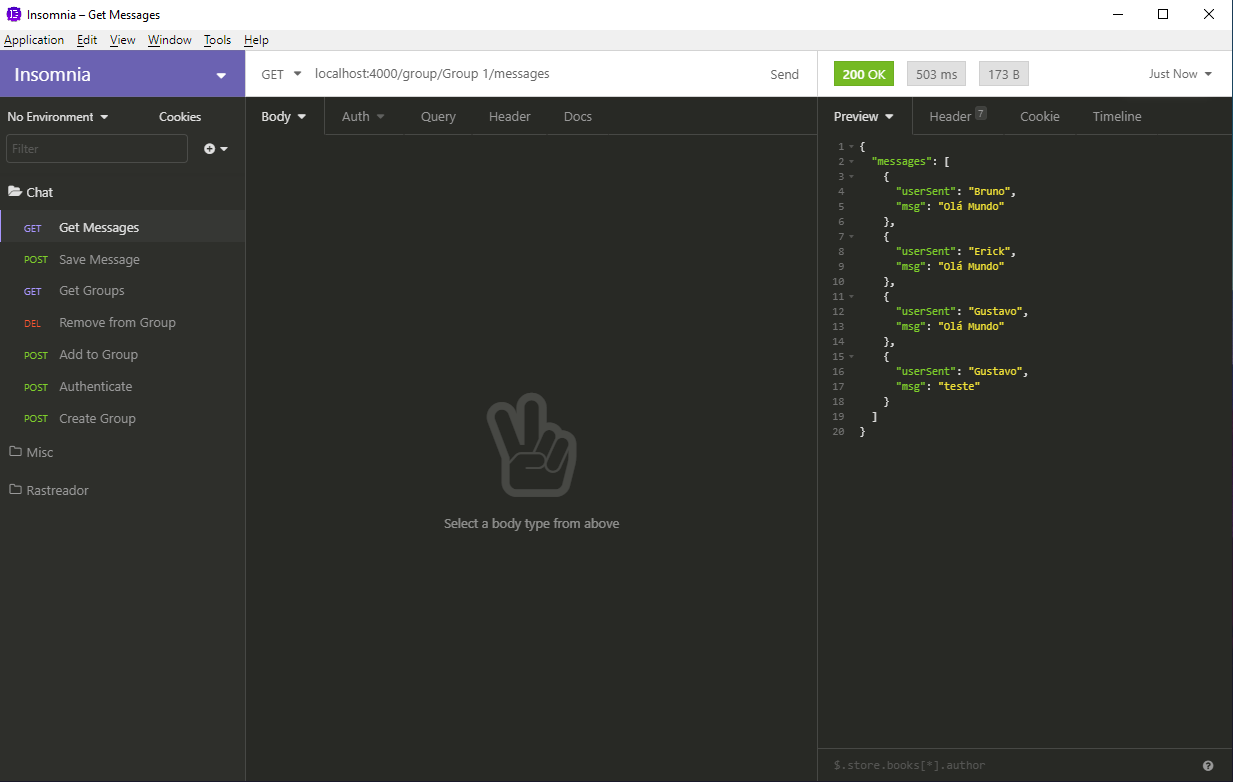 Insomnia – Get Messages
Application Edit View Window Tools Help
Insomnia
GET localhost:4000/group/Group 1/messages Send
200 OK 503 ms 173 B Just Now
No Environment Cookies
Filter
Chat
GET Get Messages
POST Save Message
GET Get Groups
DEL Remove from Group
POST Add to Group
POST Authenticate
POST Create Group
Misc
Rastreador
Body Auth Query Header Docs
Select a body type from above
Preview Header 7 Cookie Timeline
1 {
2 "messages": [
3 {
4 "userSent": "Bruno",
5 "msg": "Olá Mundo"
6 },
7 {
8 "userSent": "Erick",
9 "msg": "Olá Mundo"
10 },
11 {
12 "userSent": "Gustavo",
13 "msg": "Olá Mundo"
14 },
15 {
16 "userSent": "Gustavo",
17 "msg": "teste"
18 }
19 ]
20 }
$.store.books[*].author